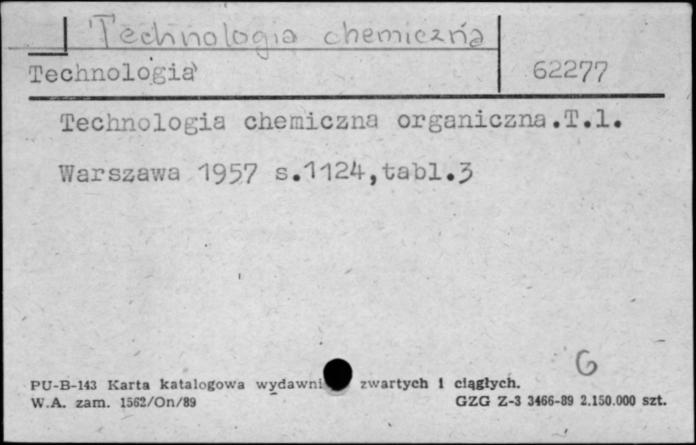 Technologia chemiczna
Technologia 62277
Technologia chemiczna organiczna.T.1.
Warszawa 1957 s.1124,tabl.3
G
PU-B-143 Karta katalogowa wydawni zwartych i ciągłych.
W.A. zam. 1562/On/89 GZG Z-3 3466-89 2.150.000 szt.